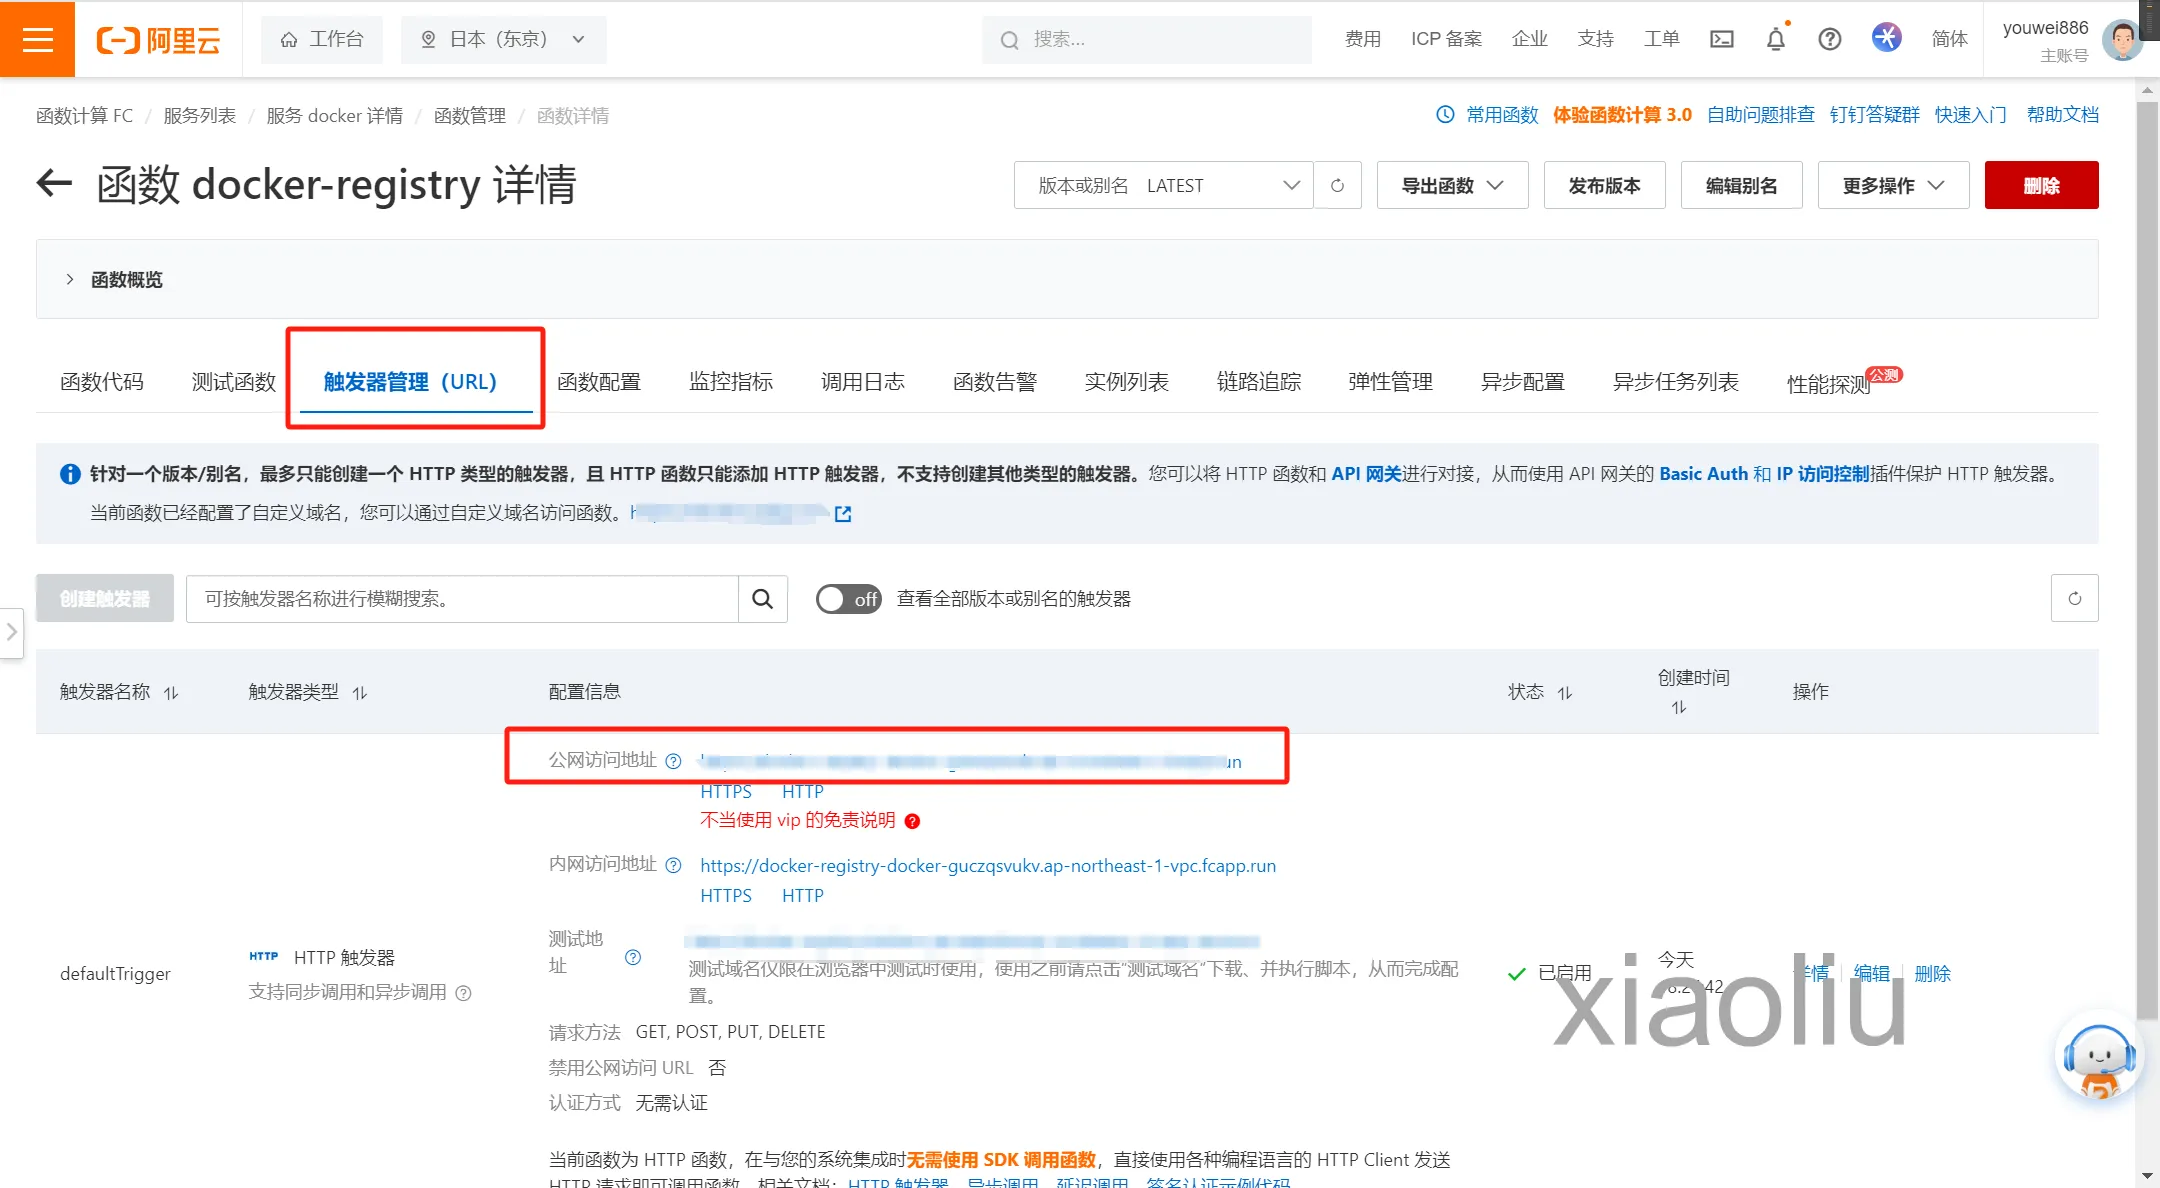 阿里云
工作台
日本（东京）
搜索...
费用
ICP 备案
企业
支持
工单
简体
youwei886
主账号
函数计算 FC / 服务列表 / 服务 docker 详情 / 函数管理 / 函数详情
常用函数
体验函数计算 3.0
自助问题排查
钉钉答疑群
快速入门
帮助文档
函数 docker-registry 详情
版本或别名 LATEST
导出函数
发布版本
编辑别名
更多操作
删除
函数概览
函数代码
测试函数
触发器管理（URL）
函数配置
监控指标
调用日志
函数告警
实例列表
链路追踪
弹性管理
异步配置
异步任务列表
性能探测
公测
针对一个版本/别名，最多只能创建一个 HTTP 类型的触发器，且 HTTP 函数只能添加 HTTP 触发器，不支持创建其他类型的触发器。您可以将 HTTP 函数和 API 网关进行对接，从而使用 API 网关的 Basic Auth 和 IP 访问控制插件保护 HTTP 触发器。
当前函数已经配置了自定义域名，您可以通过自定义域名访问函数。
创建触发器
可按触发器名称进行模糊搜索。
off
查看全部版本或别名的触发器
触发器名称
触发器类型
配置信息
状态
创建时间
操作
公网访问地址
HTTPS HTTP
不当使用 vip 的免责说明
内网访问地址 https://docker-registry-docker-guczqsvukv.ap-northeast-1-vpc.fcapp.run
HTTPS HTTP
测试地
址
测试域名仅限在浏览器中测试时使用，使用之前请点击“测试域名”下载、并执行脚本，从而完成配
置。
defaultTrigger
HTTP HTTP 触发器
支持同步调用和异步调用
已启用
今天
详情
编辑
删除
xiaoliu
请求方法 GET, POST, PUT, DELETE
禁用公网访问 URL 否
认证方式 无需认证
当前函数为 HTTP 函数，在与您的系统集成时无需使用 SDK 调用函数，直接使用各种编程语言的 HTTP Client 发送
HTTP 请求即可调用函数。相关文档：HTTP 触发器、异步调用、延迟调用、签名认证示例代码